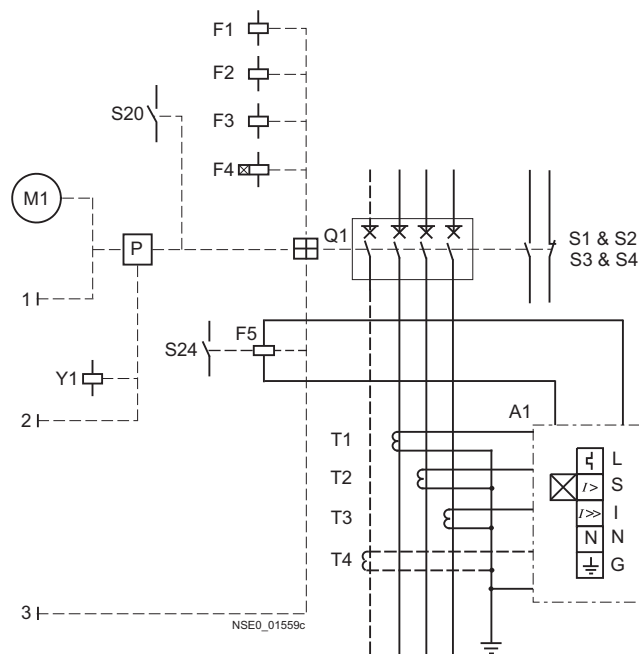 F1
F2
S20
F3
F4
M1
Q1
P
S1 & S2
S3 & S4
1
F5
S24
Y1
A1
2
T1
L
T2
I> S
T3
I>> I
N N
T4
G
3
NSE0_01559c